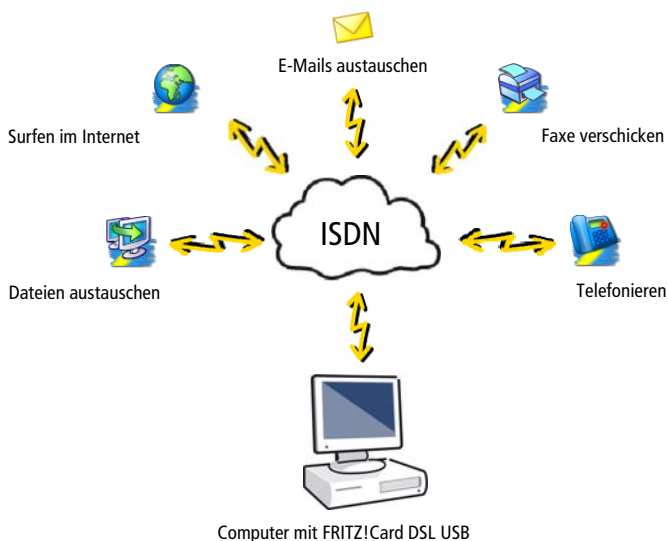 E-Mails austauschen
Surfen im Internet
Faxe verschicken
ISDN
Dateien austauschen
Telefonieren
Computer mit FRITZ!Card DSL USB